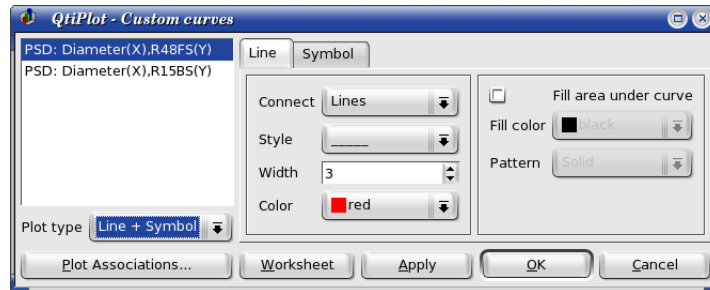 QtiPlot - Custom curves
PSD: Diameter(X),R48FS(Y)
PSD: Diameter(X),R15BS(Y)
Plot type Line + Symbol
Line Symbol
Connect Lines
Style _____
Width 3
Color red
Fill area under curve
Fill color black
Pattern Solid
Plot Associations...
Worksheet
Apply
OK
Cancel